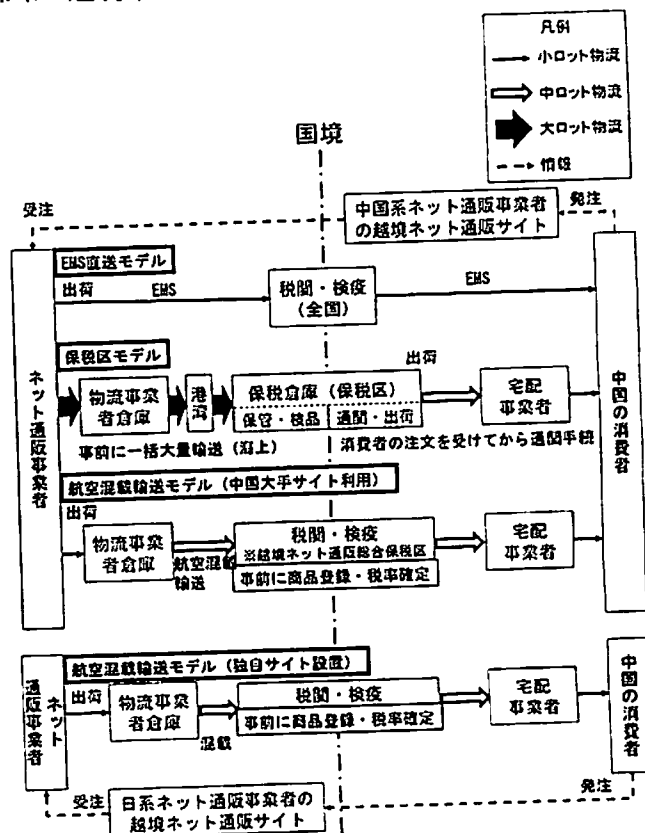 凡例
小ロット物流
中ロット物流
大ロット物流
情報
国境
受注
中国系ネット通販事業者
の越境ネット通販サイト
発注
EMS直送モデル
出荷
EMS
税関・検疫
(全国)
EMS
ネット通販事業者
中国の消費者
保税区モデル
物流事業
者倉庫
港湾
保税倉庫(保税区)
保管・検品
通関・出荷
出荷
宅配
事業者
事前に一括大量輸送(海上)
消費者の注文を受けてから通関手続
航空混載輸送モデル(中国大手サイト利用)
出荷
物流事業
者倉庫
航空混載
輸送
税関・検疫
※越境ネット通販総合保税区
事前に商品登録・税率確定
宅配
事業者
航空混載輸送モデル(独自サイト設置)
ネット
通販事業者
出荷
物流事業
者倉庫
混載
税関・検疫
事前に商品登録・税率確定
宅配
事業者
中国の消費者
受注
日系ネット通販事業者の
越境ネット通販サイト
発注